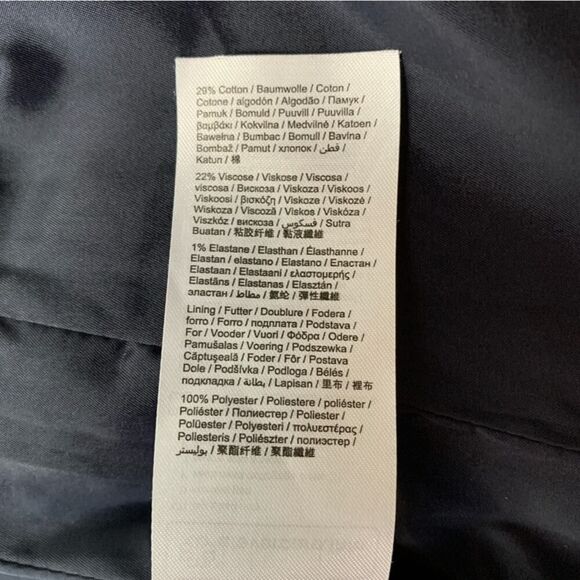 29% Cotton / Baumwolle / Coton /
Cotone / algodón / Algodão / Памук /
Pamuk / Bomuld / Puuvill / Puuvilla /
βαμβάκι / Kokvilna / Medvilnė / Katoen /
Bawełna / Bumbac / Bomull / Bavlna /
Bombaž / Pamut / хлопок / قطن /
Katun / 棉
22% Viscose / Viskose / Viscosa /
viscosa / Вискоза / Viskoza / Viskoos /
Viskoosi / βισκόζη / Viskoze / Viskozė /
Wiskoza / Viscoză / Viskos / Viskóza /
Viszkóz / вискоза / فسكوس / Sutra
Buatan / 粘胶纤维 / 黏液纖維
1% Elastane / Elasthan / Élasthanne /
Elastan / elastano / Elastano / Еластан /
Elastaan / Elastaani / ελαστομερής /
Elastāns / Elastanas / Elasztán /
эластан / مطاط / 氨纶 / 彈性纖維
Lining / Futter / Doublure / Fodera /
forro / Forro / подплата / Podstava /
For / Vooder / Vuori / Φόδρα / Odere /
Pamušalas / Voering / Podszewka /
Căptușeală / Foder / Fôr / Postava
Dole / Podšívka / Podloga / Bélés /
подкладка / بطانة / Lapisan / 里布 / 裡布
100% Polyester / Poliestere / poliéster /
Poliéster / Полиестер / Poliester /
Polüester / Polyesteri / πολυεστέρας /
Poliesteris / Poliészter / полиэстер /
بوليستر / 聚酯纤维 / 聚酯纖維